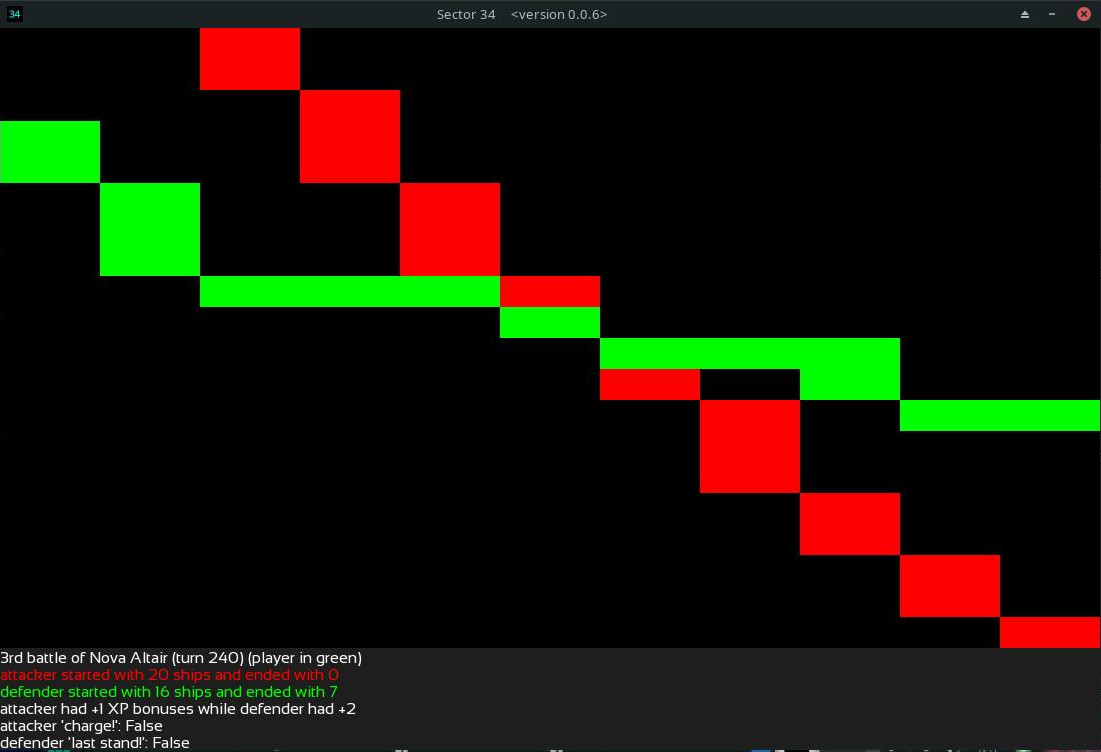 34 Sector 34 <version 0.0.6>
3rd battle of Nova Altair (turn 240) (player in green)
attacker started with 20 ships and ended with 0
defender started with 16 ships and ended with 7
attacker had +1 XP bonuses while defender had +2
attacker 'charge!': False
defender 'last stand!': False